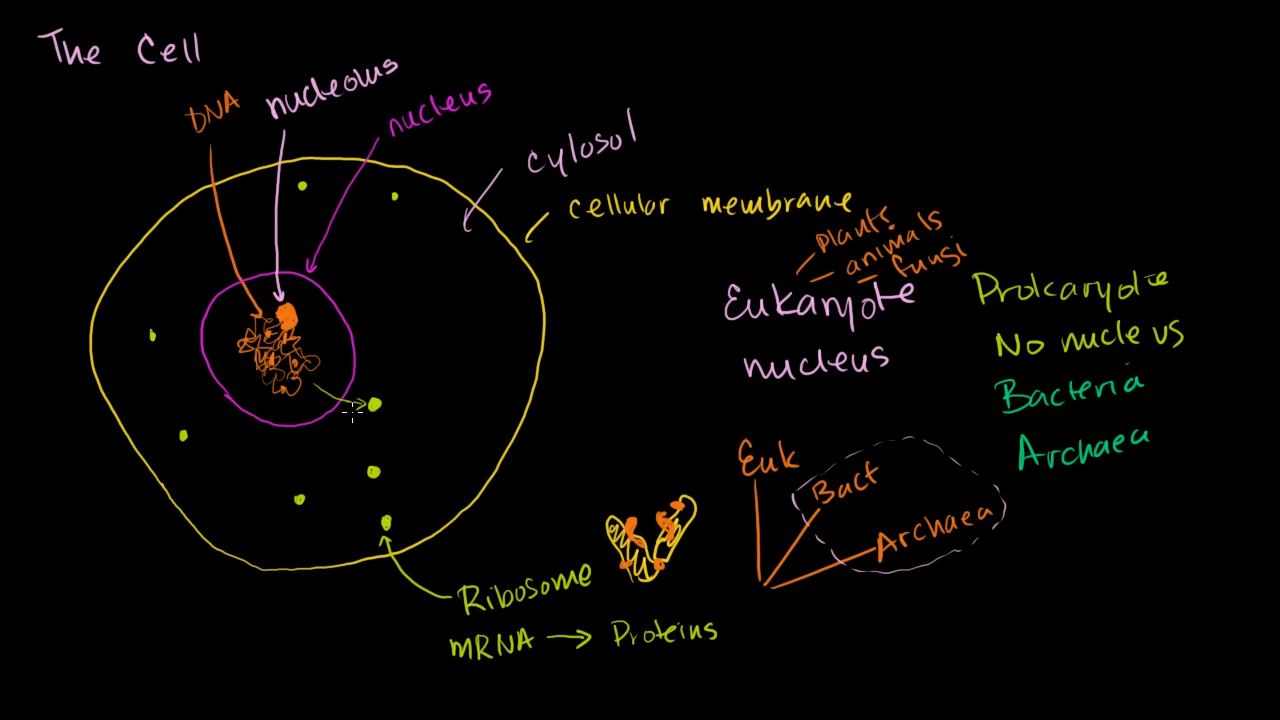 The Cell
DNA
nucleolus
nucleus
cytosol
cellular membrane
plants
animals
fungi
Eukaryote
nucleus
Prokaryote
No nucleus
Bacteria
Archaea
Euk
Bact
Archaea
Ribosome
mRNA → Proteins